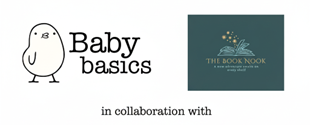 Baby
basics
THE BOOK NOOK
in collaboration with